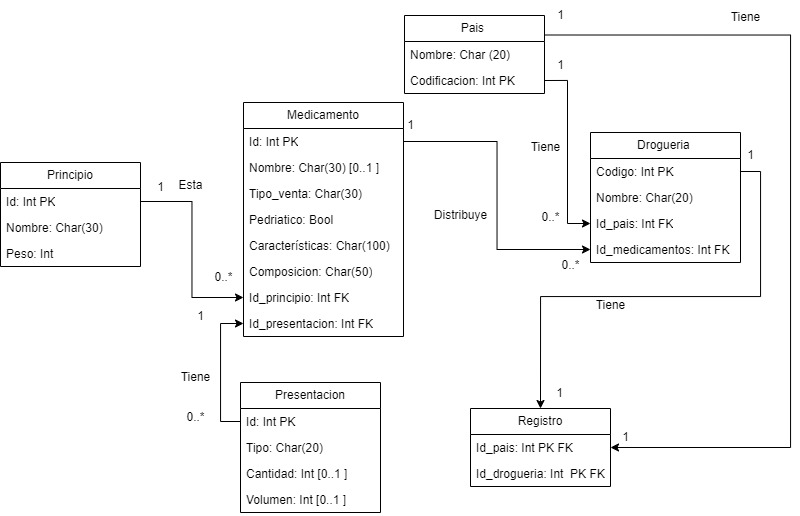 1
Tiene
Pais
Nombre: Char (20)
Codificacion: Int PK
1
Tiene
0..*
Medicamento
Id: Int PK
Nombre: Char(30) [0..1 ]
Tipo_venta: Char(30)
Pedriatico: Bool
Características: Char(100)
Composicion: Char(50)
Id_principio: Int FK
Id_presentacion: Int FK
1
Distribuye
0..*
Drogueria
Codigo: Int PK
Nombre: Char(20)
Id_pais: Int FK
Id_medicamentos: Int FK
1
Tiene
1
Principio
Id: Int PK
Nombre: Char(30)
Peso: Int
1
Esta
0..*
1
Tiene
0..*
Presentacion
Id: Int PK
Tipo: Char(20)
Cantidad: Int [0..1 ]
Volumen: Int [0..1 ]
Registro
Id_pais: Int PK FK
Id_drogueria: Int  PK FK
1